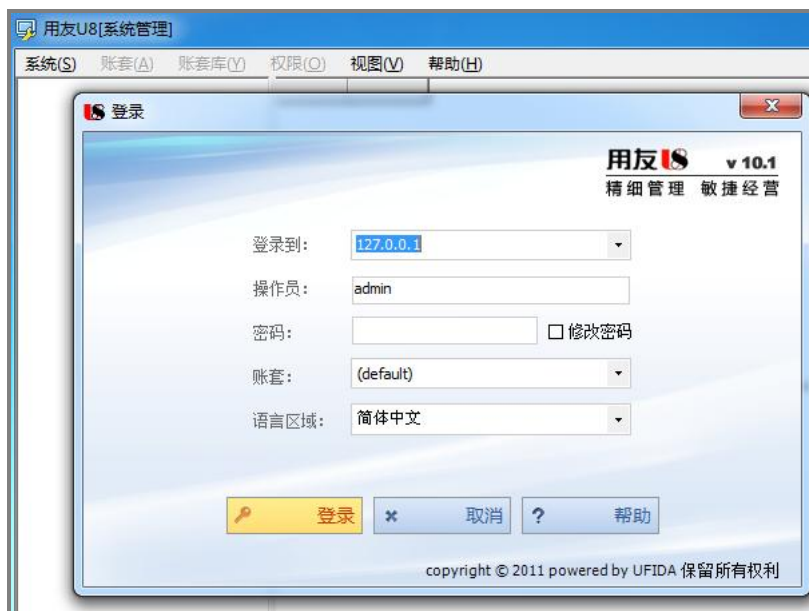 用友U8[系统管理]
系统(S) 账套(A) 账套库(Y) 权限(O) 视图(V) 帮助(H)
U8 登录
用友U8 v 10.1
精细管理 敏捷经营
登录到: 127.0.0.1
操作员: admin
密码: 修改密码
账套: (default)
语言区域: 简体中文
登录 取消 ? 帮助
copyright © 2011 powered by UFIDA 保留所有权利